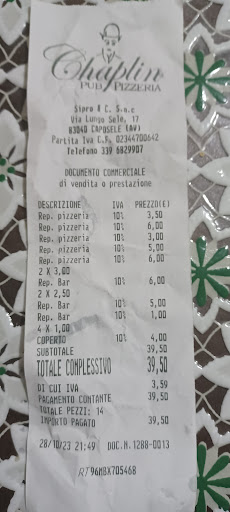 Chaplin
PUB PIZZERIA
Sipro & C. S.n.c
Via Lungo Sele, 17
83040 CAPOSELE (AV)
Partita Iva C.F. 02344700642
Telefono 339 6829907
DOCUMENTO COMMERCIALE
di vendita o prestazione
DESCRIZIONE IVA PREZZO(€)
Rep. pizzeria 10% 3,50
Rep. pizzeria 10% 6,00
Rep. pizzeria 10% 3,00
Rep. pizzeria 10% 5,00
Rep. pizzeria 10% 6,00
2 X 3,00
Rep. Bar 10% 6,00
2 X 2,50
Rep. Bar 10% 5,00
Rep. Bar 10% 1,00
4 X 1,00
COPERTO 10% 4,00
SUBTOTALE 39,50
TOTALE COMPLESSIVO 39,50
DI CUI IVA 3,59
PAGAMENTO CONTANTE 39,50
TOTALE PEZZI: 14
IMPORTO PAGATO 39,50
28/10/23 21:49 DOC.N.1288-0013
RT 96MBX705468